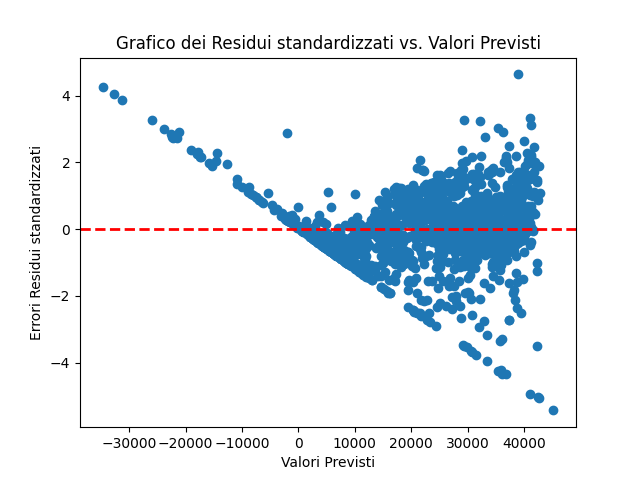 Grafico dei Residui standardizzati vs. Valori Previsti
Errori Residui standardizzati
4
2
0
−2
−4
−30000 −20000 −10000 0 10000 20000 30000 40000
Valori Previsti